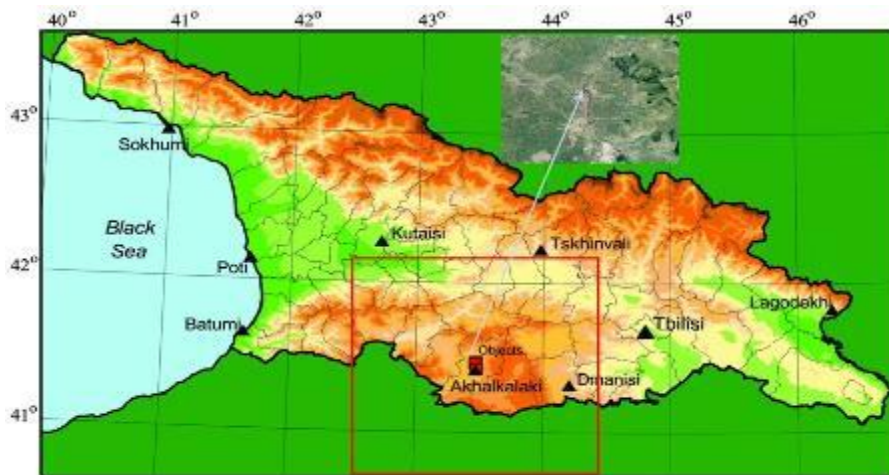 40° 41° 42° 43° 44° 45° 46°
43°
Sokhumi
Black
Sea
Kutaisi
Tskhinvali
42°
Poti
Lagodekh
Batumi
Tbilisi
Objects
Akhalkalaki
Dmanisi
41°